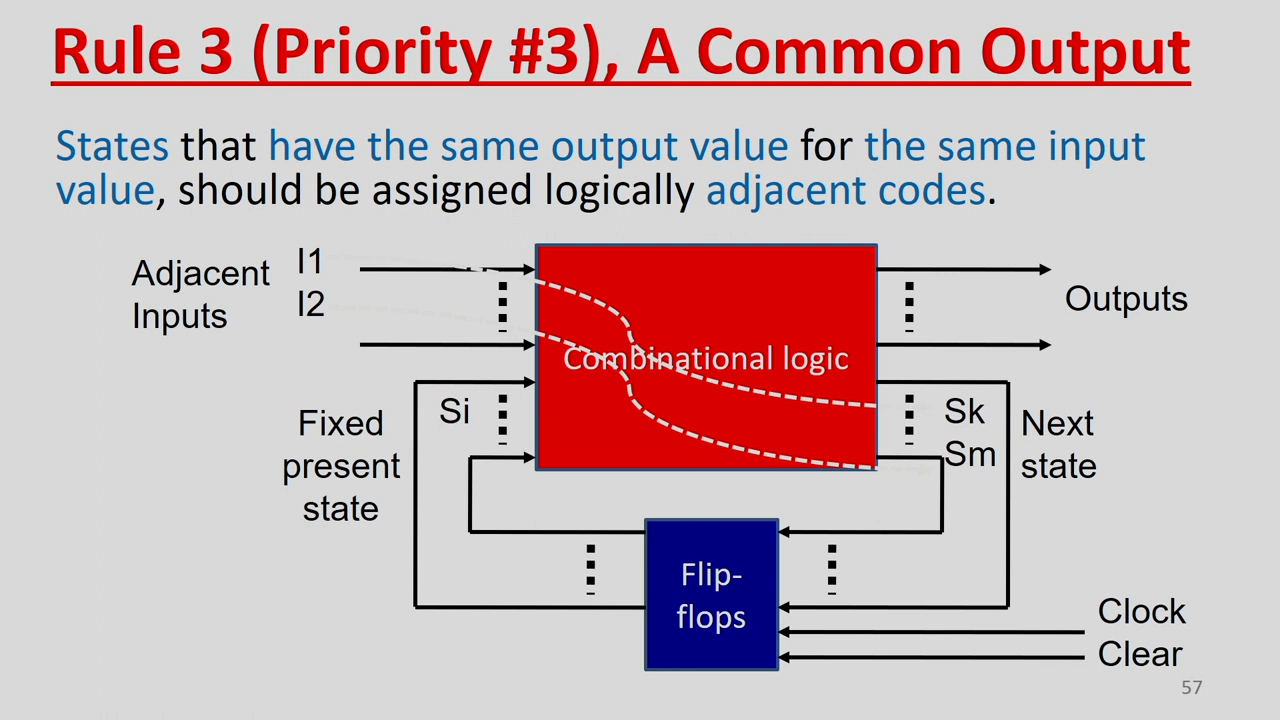 Rule 3 (Priority #3), A Common Output
States that have the same output value for the same input
value, should be assigned logically adjacent codes.
Adjacent
Inputs
I1
I2
Combinational logic
Outputs
Fixed
present
state
Si
Sk
Sm
Next
state
Flip-
flops
Clock
Clear
57